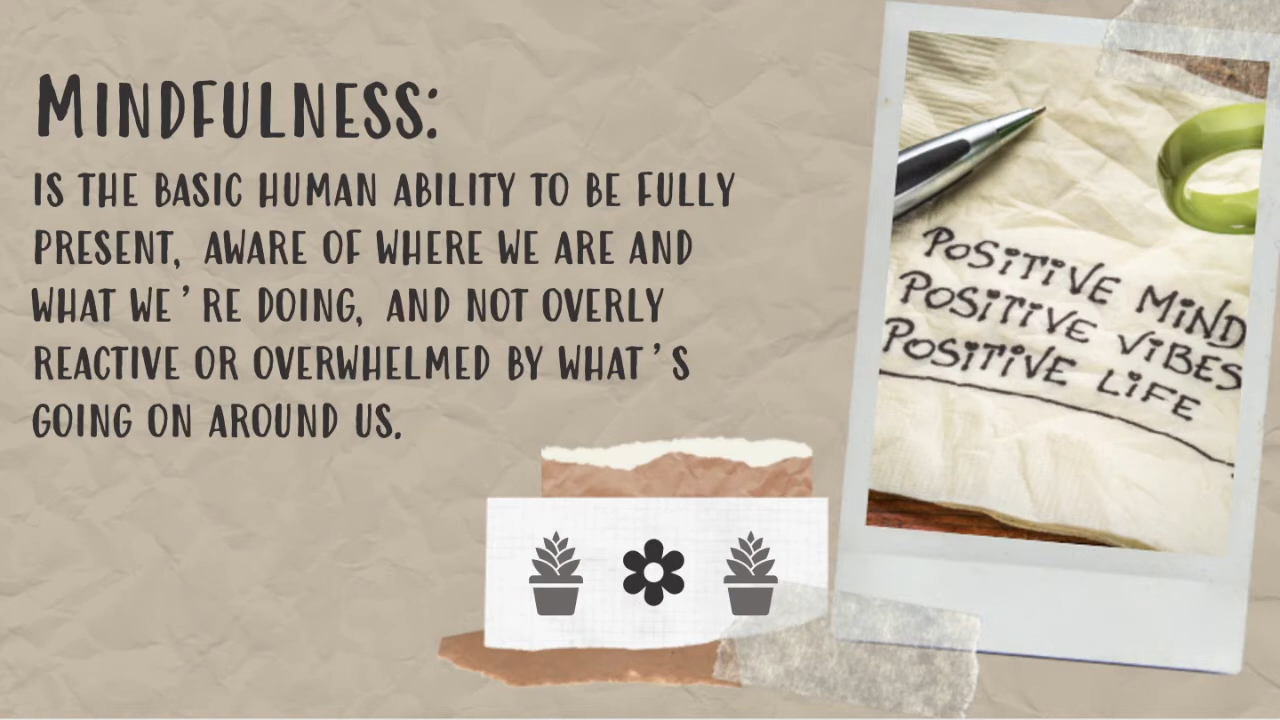 MINDFULNESS:
IS THE BASIC HUMAN ABILITY TO BE FULLY
PRESENT, AWARE OF WHERE WE ARE AND
WHAT WE'RE DOING, AND NOT OVERLY
REACTIVE OR OVERWHELMED BY WHAT'S
GOING ON AROUND US.
POSiTiVE MiND
POSiTiVE ViBES
POSiTiVE LiFE